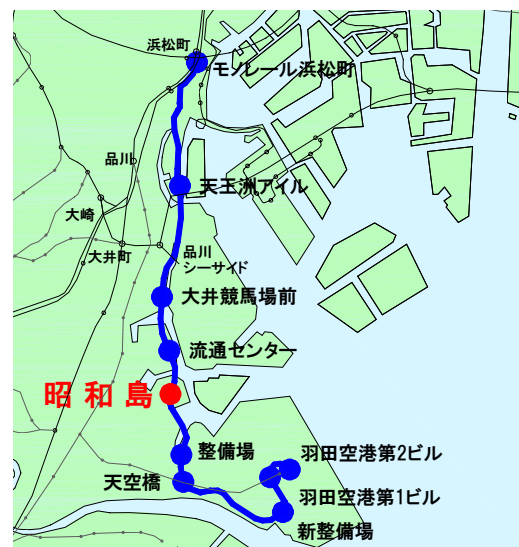 浜松町
モノレール浜松町
品川
天王洲アイル
大崎
大井町
品川
シーサイド
大井競馬場前
流通センター
昭和島
整備場
羽田空港第2ビル
天空橋
羽田空港第1ビル
新整備場